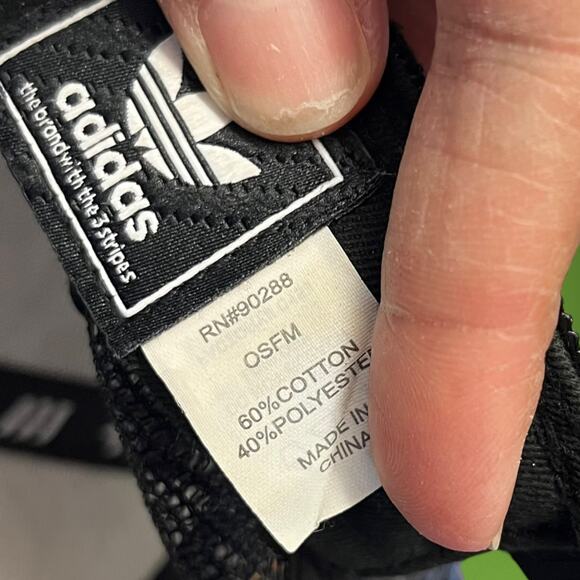 adidas
the brand with the 3 stripes
RN#90288
OSFM
60%COTTON
40%POLYESTER
MADE IN
CHINA